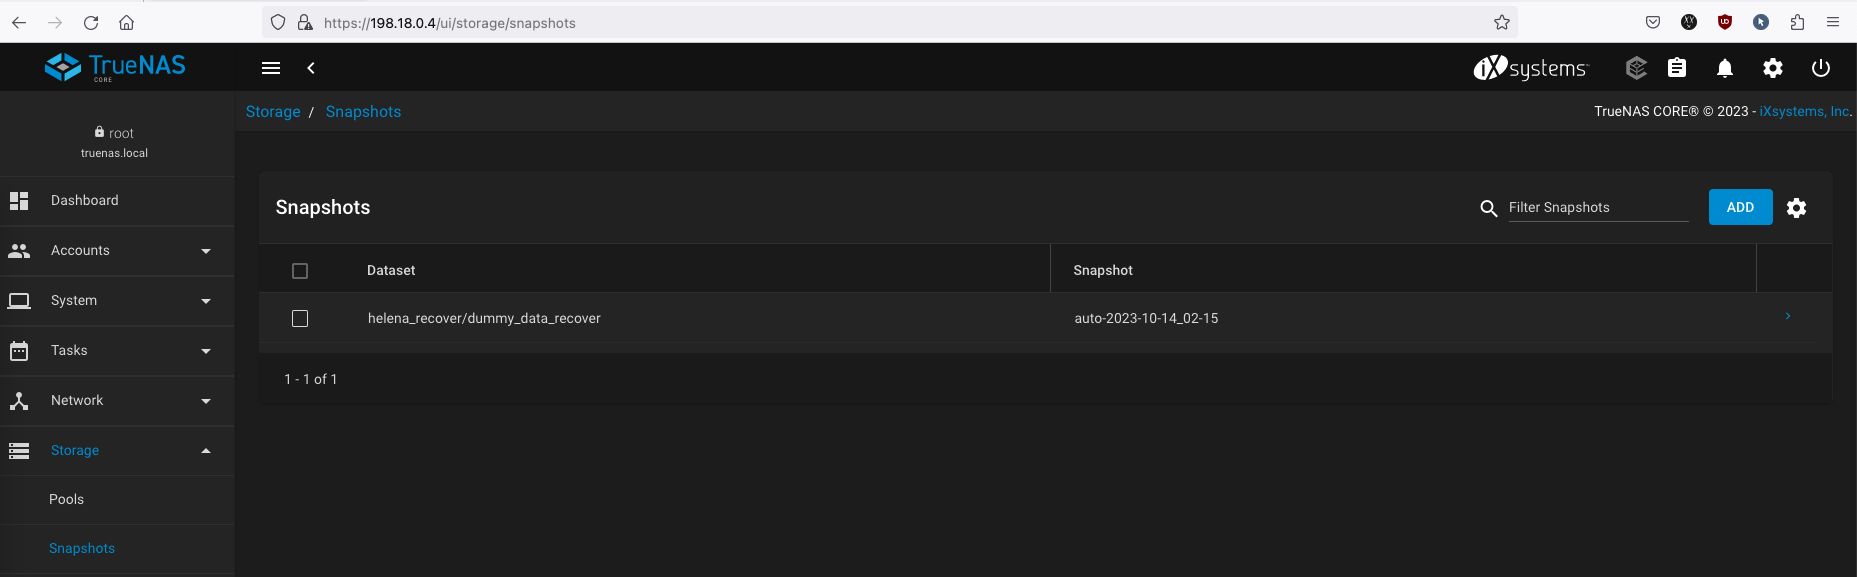 https://198.18.0.4/ui/storage/snapshots
TrueNAS
CORE
iXsystems™
Storage / Snapshots
TrueNAS CORE® © 2023 - iXsystems, Inc.
root
truenas.local
Dashboard
Accounts
System
Tasks
Network
Storage
Pools
Snapshots
Snapshots
Filter Snapshots
ADD
Dataset Snapshot
helena_recover/dummy_data_recover auto-2023-10-14_02-15
1 - 1 of 1